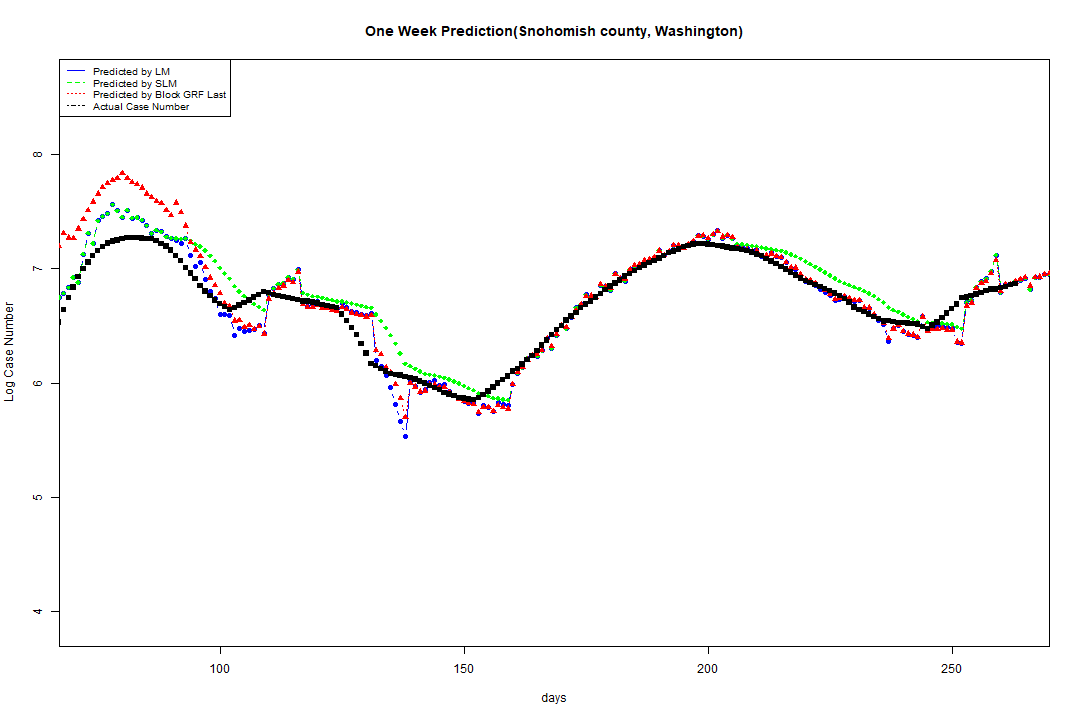 One Week Prediction(Snohomish county, Washington)
Predicted by LM
Predicted by SLM
Predicted by Block GRF Last
Actual Case Number
8
7
6
5
4
Log Case Number
100 150 200 250
days